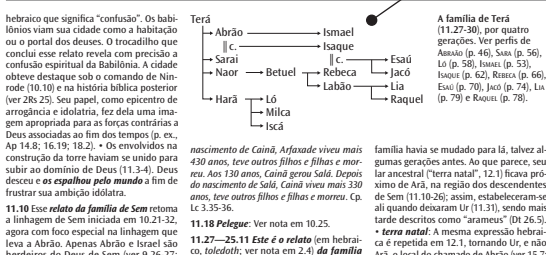 hebraico que significa “confusão”. Os babi-
lônios viam sua cidade como a habitação
ou o portal dos deuses. O trocadilho que
conclui esse relato revela com precisão a
confusão espiritual da Babilônia. A cidade
obteve destaque sob o comando de Nin-
rode (10.10) e na história bíblica posterior
(ver 2Rs 25). Seu papel, como epicentro de
arrogância e idolatria, fez dela uma ima-
gem apropriada para as forças contrárias a
Deus associadas ao fim dos tempos (p. ex.,
Ap 14.8; 16.19; 18.2). • Os envolvidos na
construção da torre haviam se unido para
subir ao domínio de Deus (11.3-4). Deus
desceu e os espalhou pelo mundo a fim de
frustrar sua ambição idólatra.
11.10 Esse relato da família de Sem retoma
a linhagem de Sem iniciada em 10.21-32,
agora com foco especial na linhagem que
leva a Abrão. Apenas Abrão e Israel são
herdeiros do Deus de Sem (ver 9.26-27;
Terá
Abrão Ismael
c. Isaque
Sarai c. Esaú
Naor Betuel Rebeca Jacó
Labão Lia
Harã Ló Raquel
Milca
Iscá
A família de Terá
(11.27-30), por quatro
gerações. Ver perfis de
Abraão (p. 46), Sara (p. 56),
Ló (p. 58), Ismael (p. 53),
Isaque (p. 62), Rebeca (p. 66),
Esaú (p. 70), Jacó (p. 74), Lia
(p. 79) e Raquel (p. 78).
nascimento de Cainã, Arfaxade viveu mais
430 anos, teve outros filhos e filhas e mor-
reu. Aos 130 anos, Cainã gerou Salá. Depois
do nascimento de Salá, Cainã viveu mais 330
anos, teve outros filhos e filhas e morreu. Cp.
Lc 3.35-36.
11.18 Pelegue: Ver nota em 10.25.
11.27—25.11 Este é o relato (em hebrai-
co, toledoth; ver nota em 2.4) da família
família havia se mudado para lá, talvez al-
gumas gerações antes. Ao que parece, seu
lar ancestral (“terra natal”, 12.1) ficava pró-
ximo de Arã, na região dos descendentes
de Sem (11.10-26); assim, estabeleceram-se
ali quando deixaram Ur (11.31), sendo mais
tarde descritos como “arameus” (Dt 26.5).
• terra natal: A mesma expressão hebrai-
ca é repetida em 12.1, tornando Ur, e não
Arã, o local do chamado de Abrão (ver 15.7;